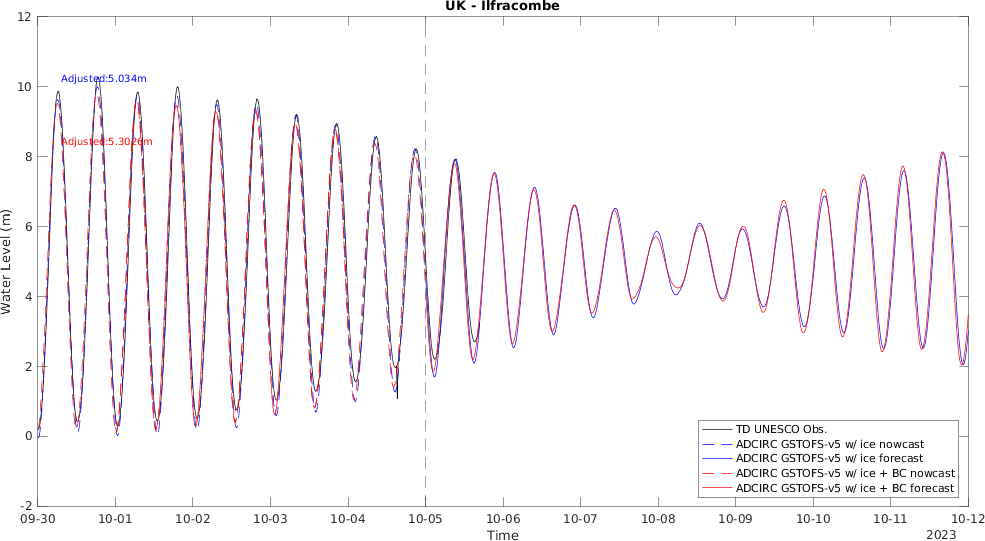 UK - Ilfracombe
12
10
8
6
4
2
0
-2
Water Level (m)
Adjusted:5.034m
Adjusted:5.3026m
TD UNESCO Obs.
ADCIRC GSTOFS-v5 w/ ice nowcast
ADCIRC GSTOFS-v5 w/ ice forecast
ADCIRC GSTOFS-v5 w/ ice + BC nowcast
ADCIRC GSTOFS-v5 w/ ice + BC forecast
09-30 10-01 10-02 10-03 10-04 10-05 10-06 10-07 10-08 10-09 10-10 10-11 10-12
Time
2023